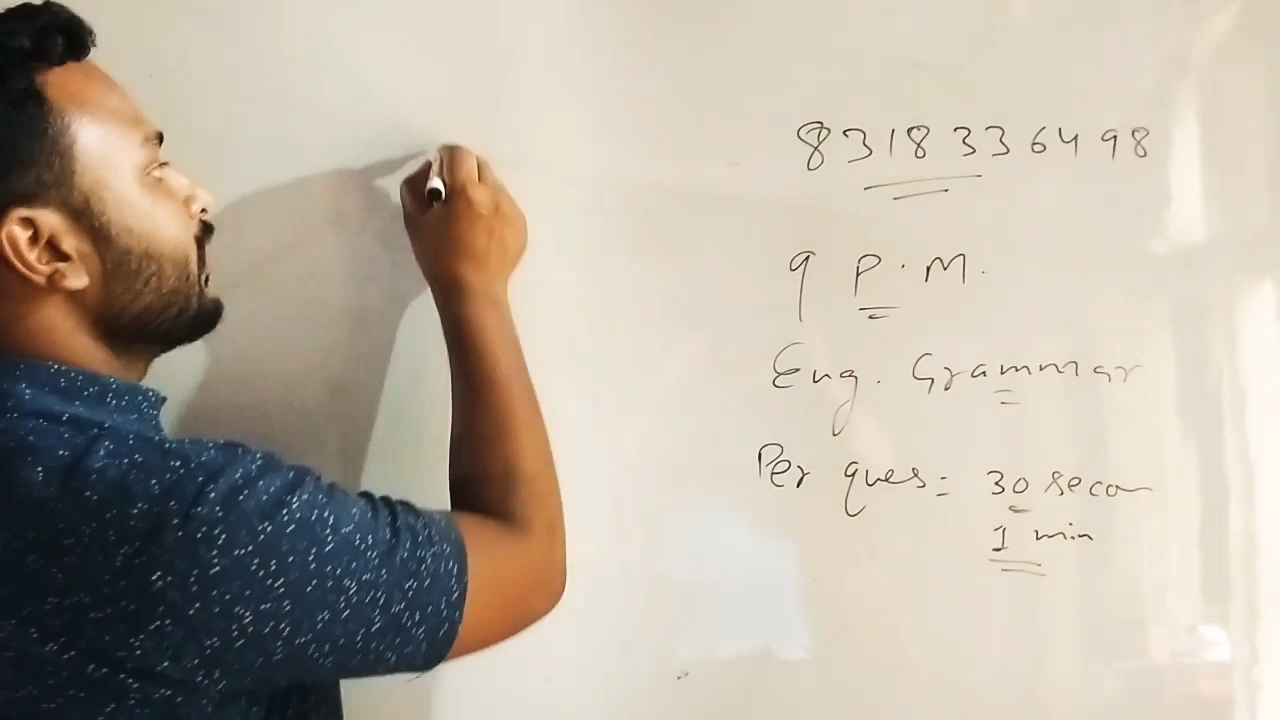 8318336498
9 P.M.
Eng. Grammar
Per ques = 30 secon
1 min